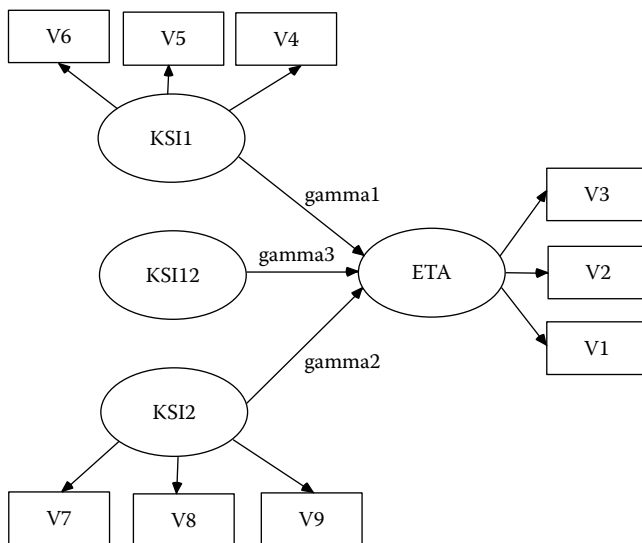 V6
V5
V4
KSI1
gamma1
V3
KSI12
gamma3
ETA
V2
V1
gamma2
KSI2
V7
V8
V9